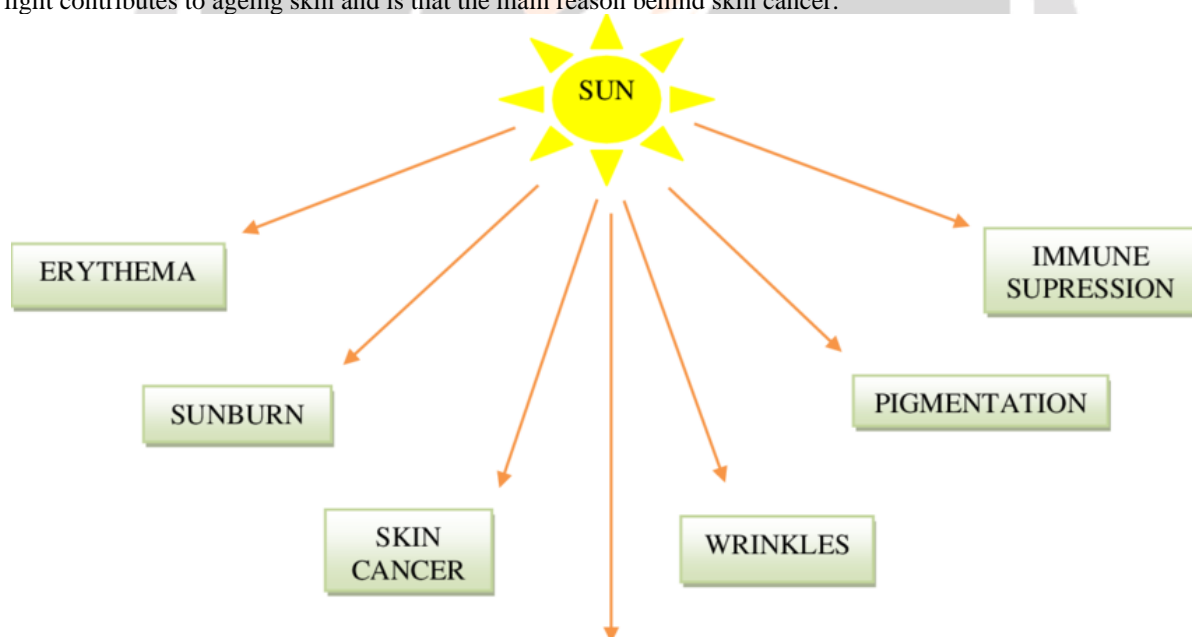 light contributes to ageing skin and is that the main reason behind skin cancer.
SUN
ERYTHEMA
IMMUNE
SUPRESSION
SUNBURN
PIGMENTATION
SKIN
CANCER
WRINKLES